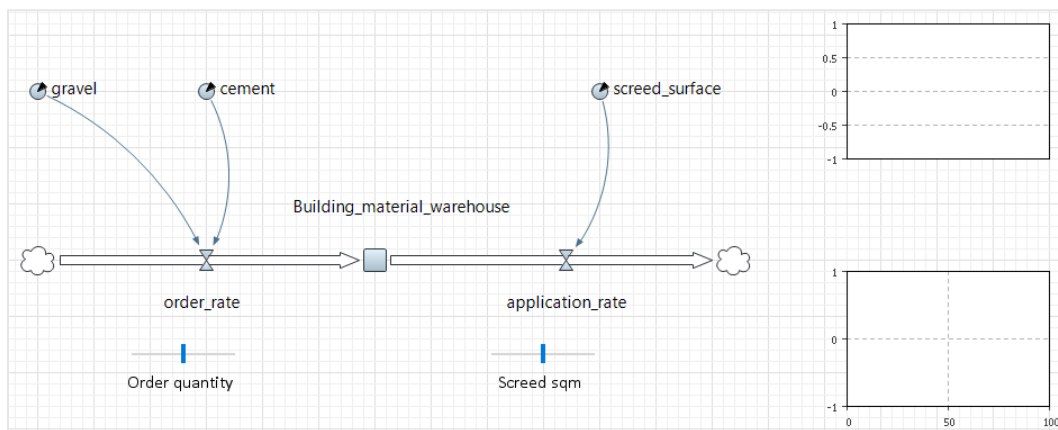 gravel
cement
screed_surface
Building_material_warehouse
order_rate
application_rate
Order quantity
Screed sqm
1
0.5
0
-0.5
-1
1
0
-1
0
50
100